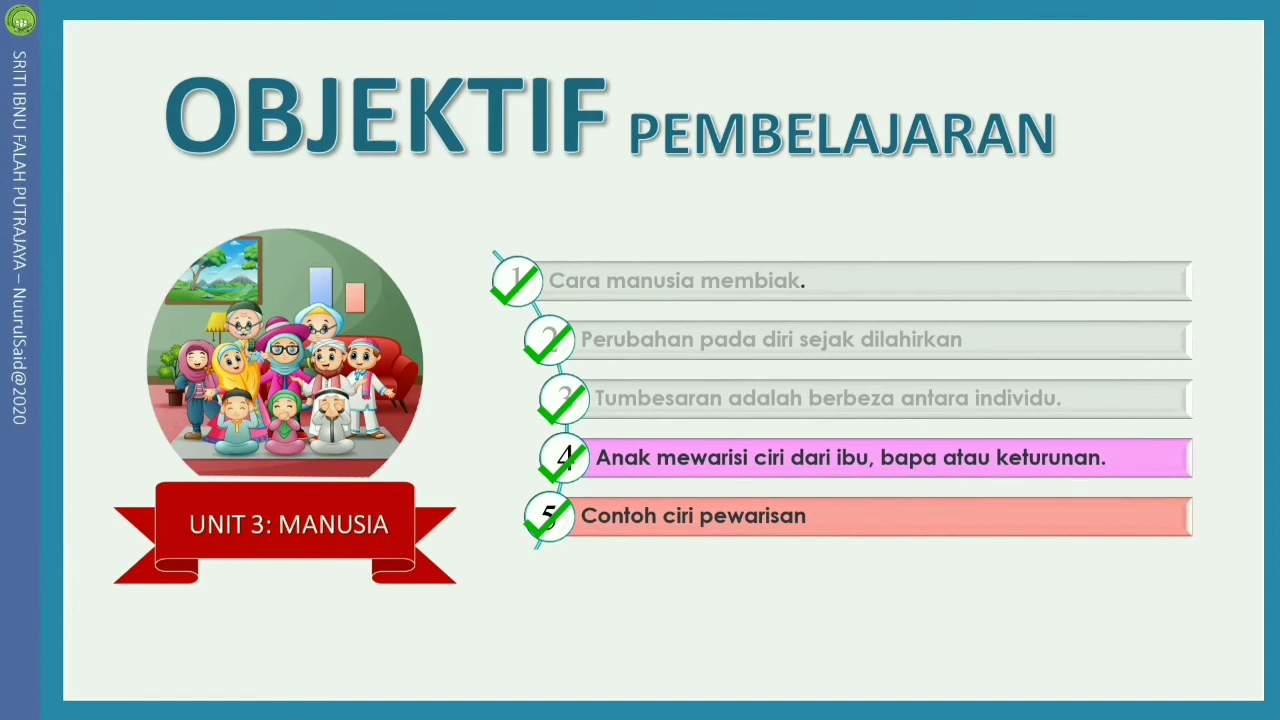 SRITI IBNU FALAH PUTRAJAYA – NuurulSaid@2020
OBJEKTIF PEMBELAJARAN
1 Cara manusia membiak.
2 Perubahan pada diri sejak dilahirkan
3 Tumbesaran adalah berbeza antara individu.
4 Anak mewarisi ciri dari ibu, bapa atau keturunan.
5 Contoh ciri pewarisan
UNIT 3: MANUSIA